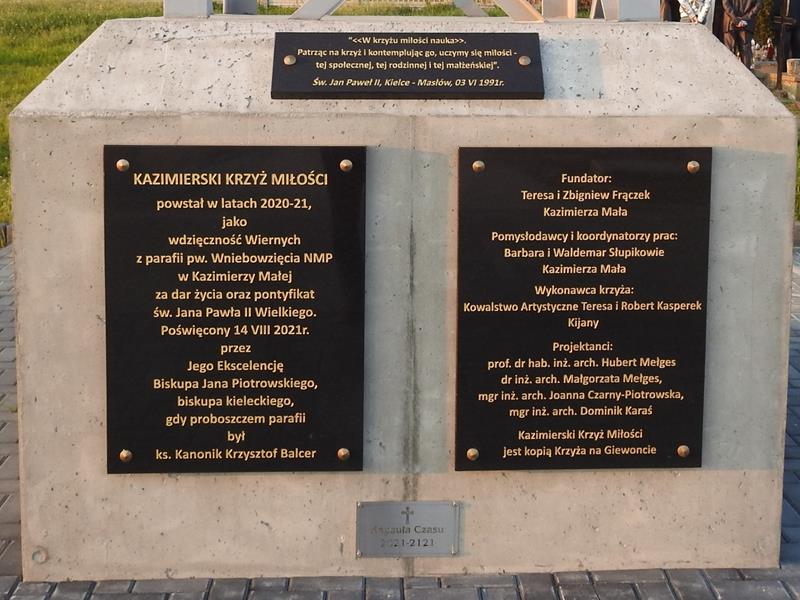 "<<W krzyżu miłości nauka>>.
Patrząc na krzyż i kontemplując go, uczymy się miłości -
tej społecznej, tej rodzinnej i tej małżeńskiej".
Św. Jan Paweł II, Kielce - Masłów, 03 VI 1991r.
KAZIMIERSKI KRZYŻ MIŁOŚCI
powstał w latach 2020-21,
jako
wdzięczność Wiernych
z parafii pw. Wniebowzięcia NMP
w Kazimierzy Małej
za dar życia oraz pontyfikat
św. Jana Pawła II Wielkiego.
Poświęcony 14 VIII 2021r.
przez
Jego Ekscelencję
Biskupa Jana Piotrowskiego,
biskupa kieleckiego,
gdy proboszczem parafii
był
ks. Kanonik Krzysztof Balcer
Fundator:
Teresa i Zbigniew Frączek
Kazimierza Mała
Pomysłodawcy i koordynatorzy prac:
Barbara i Waldemar Słupikowie
Kazimierza Mała
Wykonawca krzyża:
Kowalstwo Artystyczne Teresa i Robert Kasperek
Kijany
Projektanci:
prof. dr hab. inż. arch. Hubert Mełges
dr inż. arch. Małgorzata Mełges,
mgr inż. arch. Joanna Czarny-Piotrowska,
mgr inż. arch. Dominik Karaś
Kazimierski Krzyż Miłości
jest kopią Krzyża na Giewoncie
Kapsuła Czasu
2021-2121